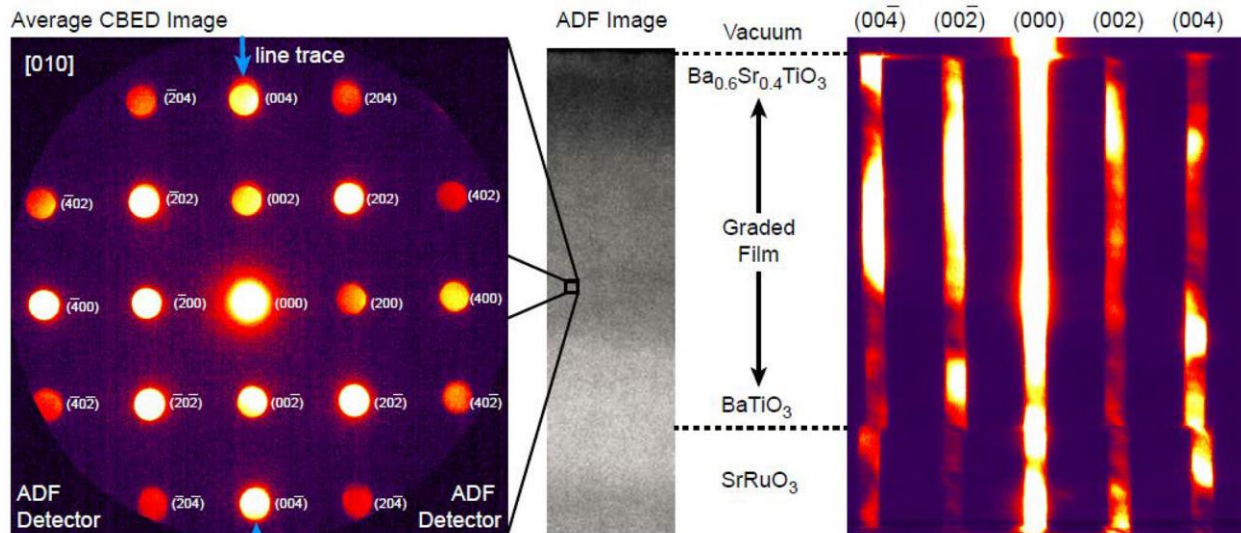 Average CBED Image
[010]
line trace
(2̅04) (004) (204)
(4̅02) (2̅02) (002) (202) (402)
(4̅00) (2̅00) (000) (200) (400)
(4̅02̅) (2̅02̅) (002̅) (202̅) (402̅)
(2̅04̅) (004̅) (204̅)
ADF
Detector
ADF
Detector
ADF Image
Vacuum
Ba0.6Sr0.4TiO3
Graded
Film
BaTiO3
SrRuO3
(004̅) (002̅) (000) (002) (004)